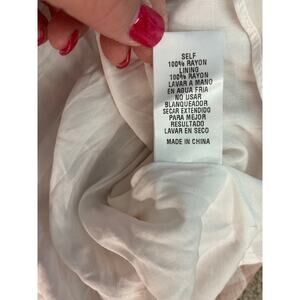 SELF
100% RAYON
LINING
100% RAYON
LAVAR A MANO
EN AGUA FRIA
NO USAR
BLANQUEADOR
SECAR EXTENDIDO
PARA MEJOR
RESULTADO
LAVAR EN SECO
MADE IN CHINA